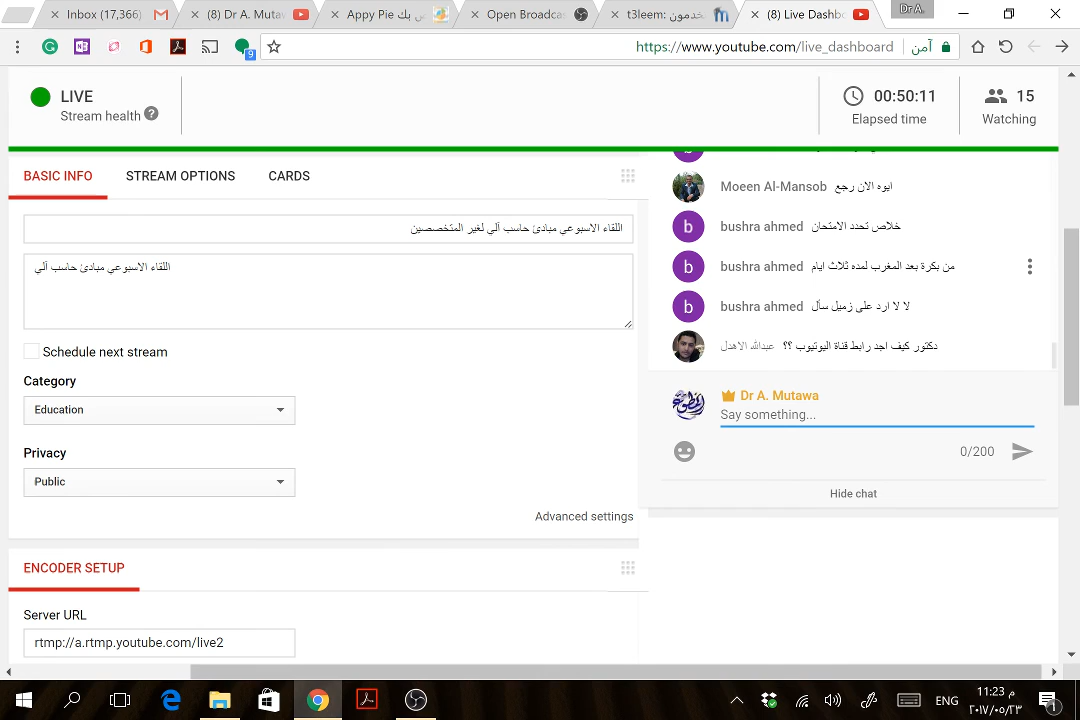 Inbox (17,366)
(8) Dr A. Mutaw
Appy Pie ص بك
Open Broadcas
t3leem: خدمون
(8) Live Dashbo
Dr A.
https://www.youtube.com/live_dashboard
آمن
9
LIVE
Stream health
00:50:11
Elapsed time
15
Watching
BASIC INFO
STREAM OPTIONS
CARDS
اللقاء الاسبوعي مبادئ حاسب آلي لغير المتخصصين
اللقاء الاسبوعي مبادئ حاسب آلي
Schedule next stream
Category
Education
Privacy
Public
Advanced settings
ENCODER SETUP
Server URL
rtmp://a.rtmp.youtube.com/live2
Moeen Al-Mansob ايوه الان رجع
b bushra ahmed خلاص تحدد الامتحان
b bushra ahmed من بكرة بعد المغرب لمده ثلاث ايام
b bushra ahmed لا لا ارد على زميل سأل
عبدالله الاهدل دكتور كيف اجد رابط قناة اليوتيوب ؟؟
Dr A. Mutawa
Say something...
0/200
Hide chat
ENG
11:23 م
٢٠١٧/٠٥/٢٣
1